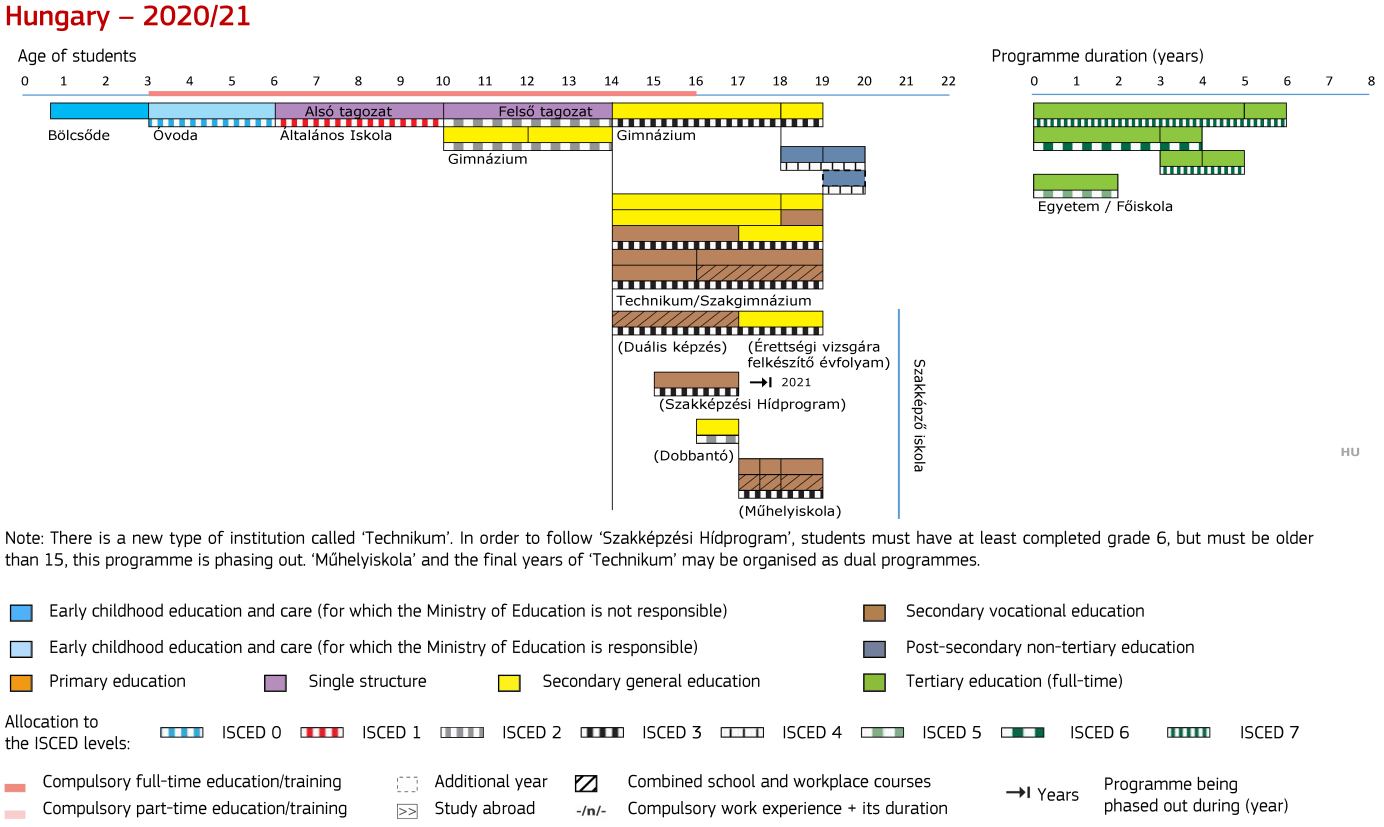 Hungary – 2020/21
Age of students
Programme duration (years)
0 1 2 3 4 5 6 7 8 9 10 11 12 13 14 15 16 17 18 19 20 21 22
0 1 2 3 4 5 6 7 8
Alsó tagozat Felső tagozat
Bölcsőde Óvoda Általános Iskola Gimnázium
Gimnázium
Egyetem / Főiskola
Technikum/Szakgimnázium
(Duális képzés) (Érettségi vizsgára
felkészítő évfolyam)
2021
(Szakképzési Hídprogram)
(Dobbantó)
(Műhelyiskola)
Szakképző iskola
HU
Note: There is a new type of institution called ‘Technikum’. In order to follow ‘Szakképzési Hídprogram’, students must have at least completed grade 6, but must be older
than 15, this programme is phasing out. ‘Műhelyiskola’ and the final years of ‘Technikum’ may be organised as dual programmes.
Early childhood education and care (for which the Ministry of Education is not responsible)
Secondary vocational education
Early childhood education and care (for which the Ministry of Education is responsible)
Post-secondary non-tertiary education
Primary education Single structure Secondary general education Tertiary education (full-time)
Allocation to
the ISCED levels:
ISCED 0 ISCED 1 ISCED 2 ISCED 3 ISCED 4 ISCED 5 ISCED 6 ISCED 7
Compulsory full-time education/training Additional year Combined school and workplace courses
Compulsory part-time education/training >> Study abroad -/n/- Compulsory work experience + its duration
Years
Programme being
phased out during (year)